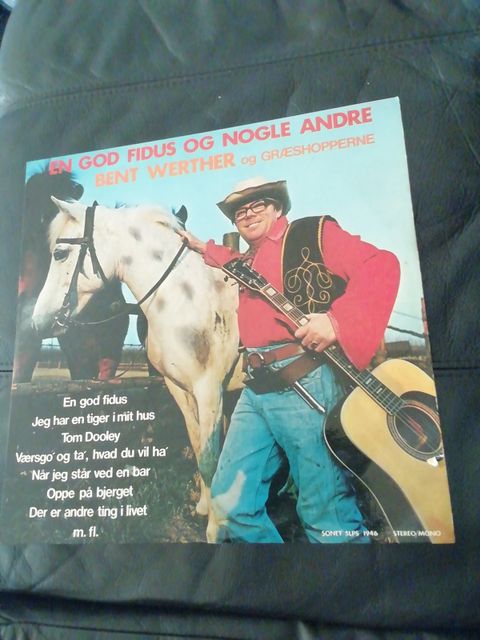 EN GOD FIDUS OG NOGLE ANDRE
BENT WERTHER og GRÆSHOPPERNE
En god fidus
Jeg har en tiger i mit hus
Tom Dooley
Værsgo' og ta', hvad du vil ha'
Når jeg står ved en bar
Oppe på bjerget
Der er andre ting i livet
m. fl.
SONET SLPS 1946 STEREO/MONO